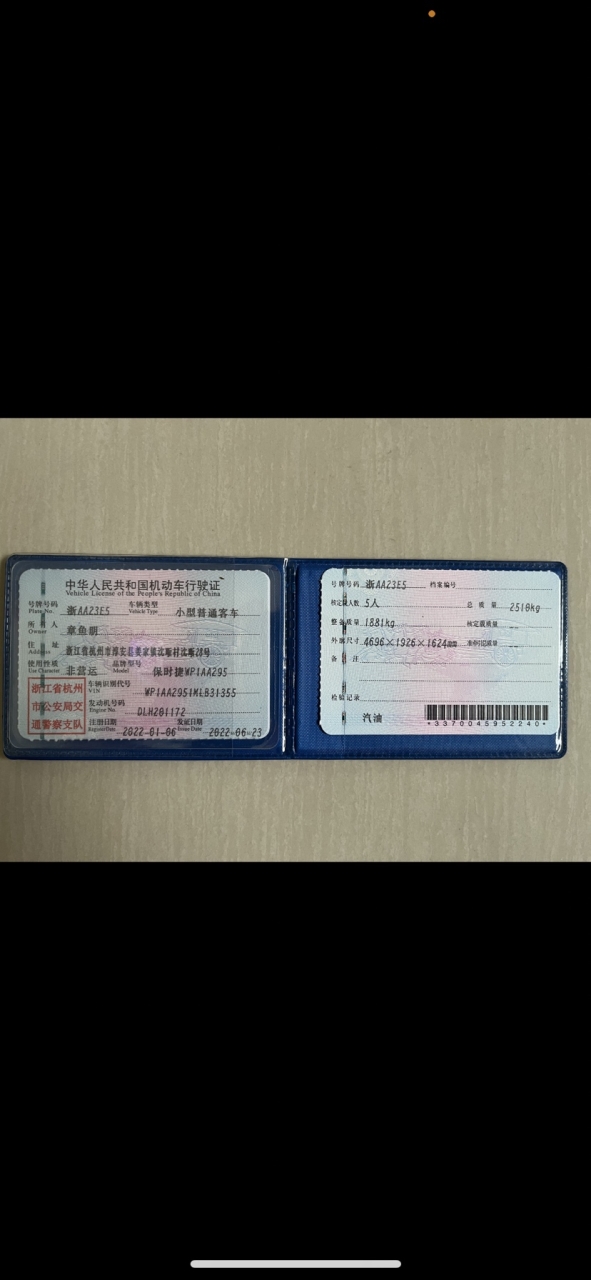 中华人民共和国机动车行驶证
Vehicle License of the People's Republic of China
号牌号码 浙AA23E5 车辆类型 小型普通客车
Plate No. Vehicle Type
所有人 章鱼朋
Owner
住址 浙江省杭州市淳安县姜家镇
Address
使用性质 非营运 品牌型号 保时捷WP1AA295
Use Character Model
浙江省杭州
市公安局交
通警察支队
车辆识别代号 WP1AA2951MLB31355
VIN
发动机号码 DLH201172
Engine No.
注册日期 2022-01-06 发证日期 2022-06-23
Register Date Issue Date
号牌号码 浙AA23E5 档案编号
核定载人数 5人 总质量 2510kg
整备质量 1881kg 核定载质量 --
外廓尺寸 4696×1926×1624mm 准牵引总质量 --
备注
检验记录
汽油
*3370045952240*